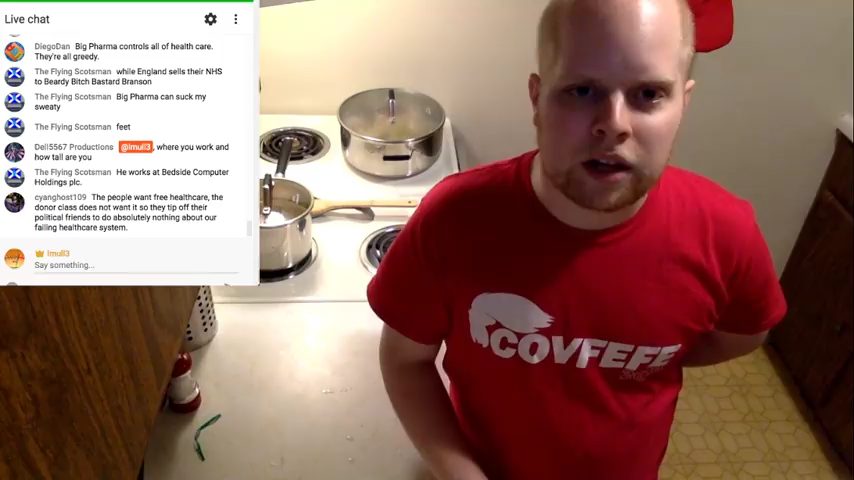 Live chat
DiegoDan Big Pharma controls all of health care.
They're all greedy.
The Flying Scotsman while England sells their NHS
to Beardy Bitch Bastard Branson
The Flying Scotsman Big Pharma can suck my
sweaty
The Flying Scotsman feet
Dell5567 Productions @imull3, where you work and
how tall are you
The Flying Scotsman He works at Bedside Computer
Holdings plc.
cyanghost109 The people want free healthcare, the
donor class does not want it so they tip off their
political friends to do absolutely nothing about our
failing healthcare system.
lmull3
Say something...
COVFEFE